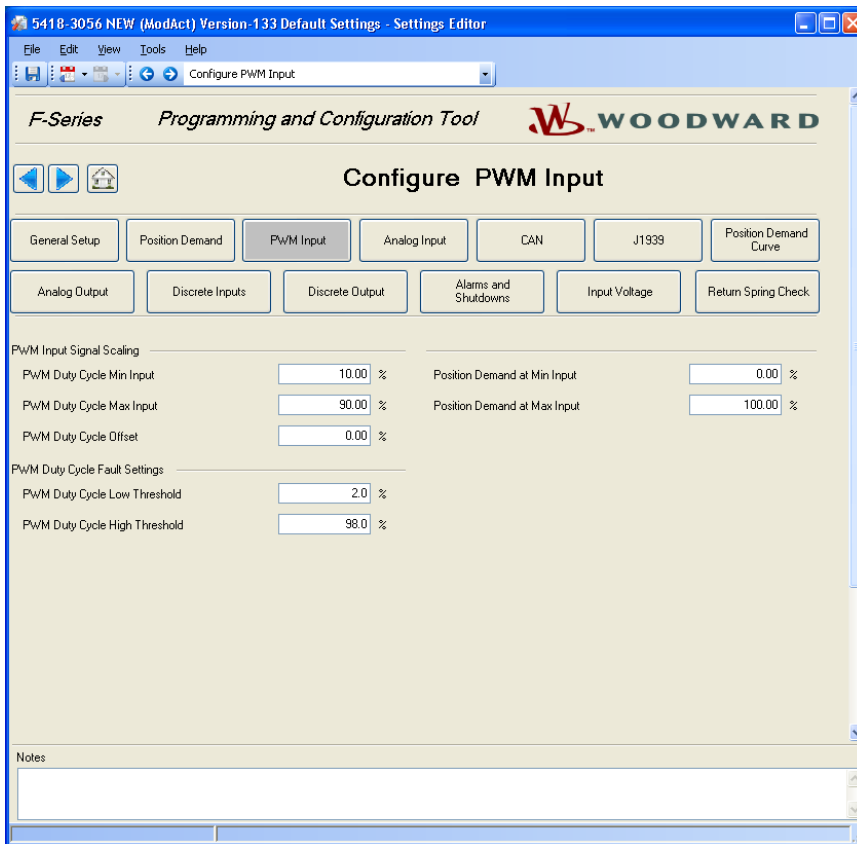 5418-3056 NEW (ModAct) Version-133 Default Settings - Settings Editor
File Edit View Tools Help
Configure PWM Input
F-Series Programming and Configuration Tool WOODWARD
Configure PWM Input
General Setup
Position Demand
PWM Input
Analog Input
CAN
J1939
Position Demand
Curve
Analog Output
Discrete Inputs
Discrete Output
Alarms and
Shutdowns
Input Voltage
Return Spring Check
PWM Input Signal Scaling
PWM Duty Cycle Min Input 10.00 % Position Demand at Min Input 0.00 %
PWM Duty Cycle Max Input 90.00 % Position Demand at Max Input 100.00 %
PWM Duty Cycle Offset 0.00 %
PWM Duty Cycle Fault Settings
PWM Duty Cycle Low Threshold 2.0 %
PWM Duty Cycle High Threshold 98.0 %
Notes